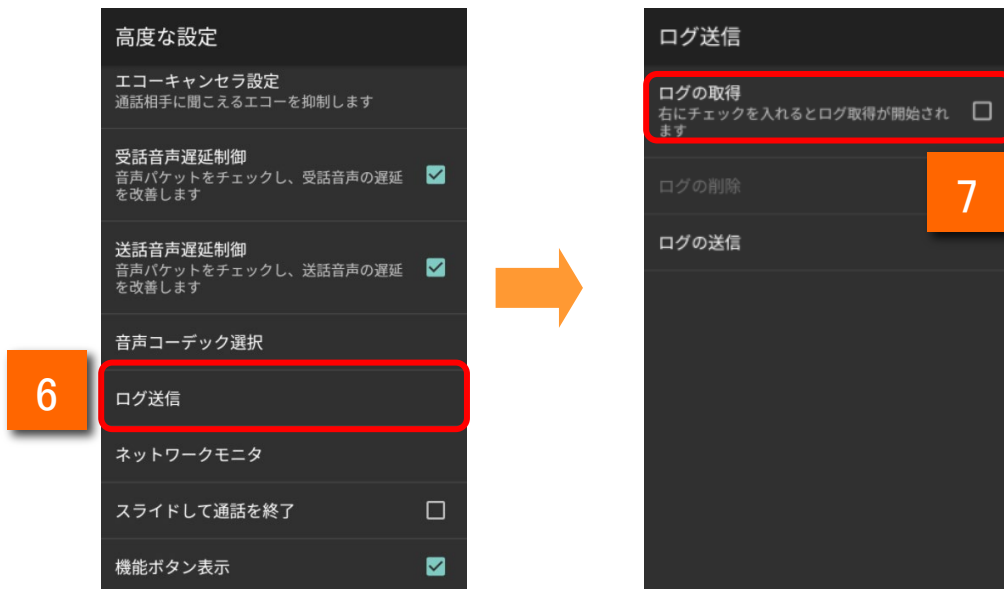 高度な設定
エコーキャンセラ設定
通話相手に聞こえるエコーを抑制します
受話音声遅延制御
音声パケットをチェックし、受話音声の遅延
を改善します
送話音声遅延制御
音声パケットをチェックし、送話音声の遅延
を改善します
音声コーデック選択
6
ログ送信
ネットワークモニタ
スライドして通話を終了
機能ボタン表示
ログ送信
ログの取得
右にチェックを入れるとログ取得が開始され
ます
7
ログの削除
ログの送信